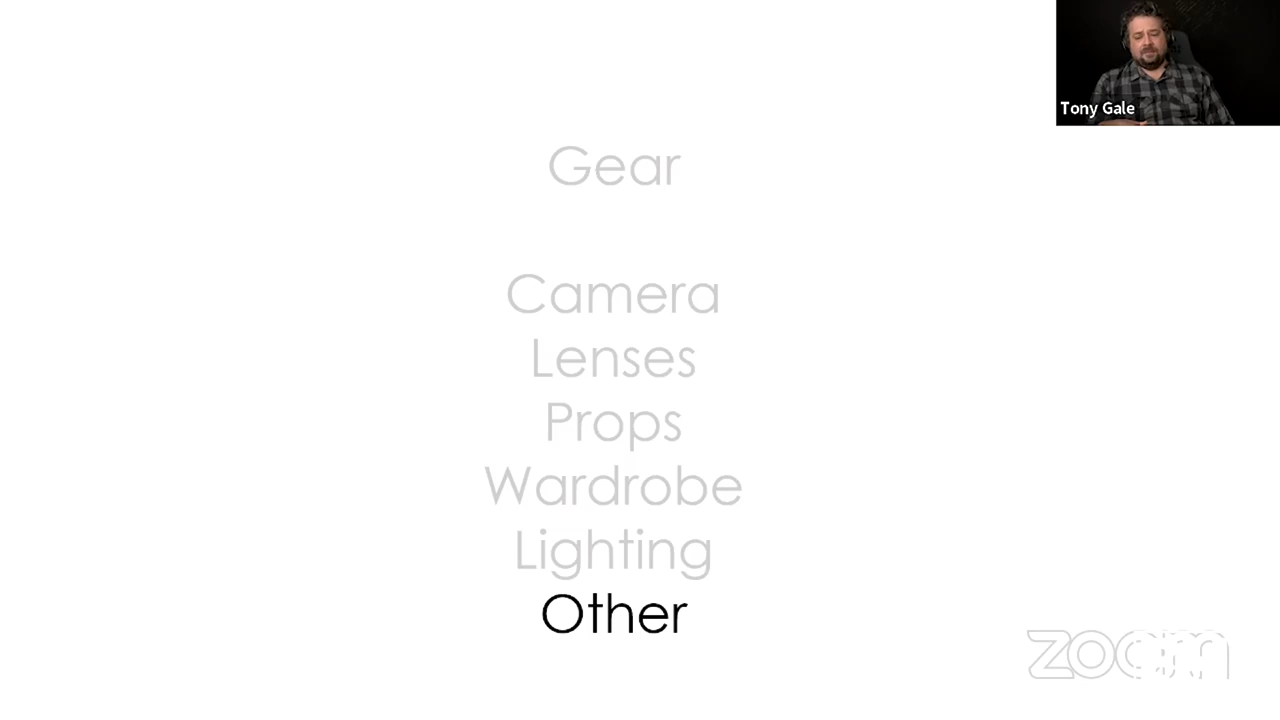 Tony Gale
Gear
Camera
Lenses
Props
Wardrobe
Lighting
Other
zoom